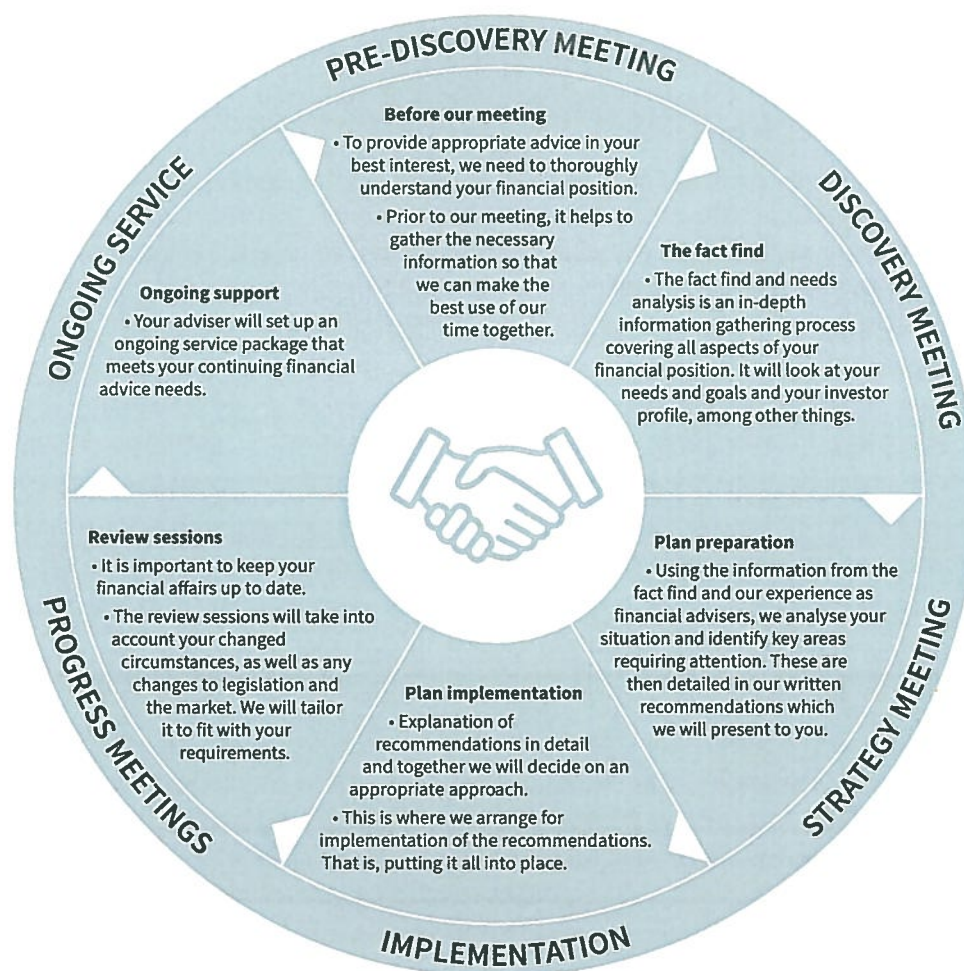 PRE-DISCOVERY MEETING
Before our meeting
• To provide appropriate advice in your
best interest, we need to thoroughly
understand your financial position.
• Prior to our meeting, it helps to
gather the necessary
information so that
we can make the
best use of our
time together.
DISCOVERY MEETING
The fact find
• The fact find and needs
analysis is an in-depth
information gathering process
covering all aspects of your
financial position. It will look at your
needs and goals and your investor
profile, among other things.
STRATEGY MEETING
Plan preparation
• Using the information from the
fact find and our experience as
financial advisers, we analyse your
situation and identify key areas
requiring attention. These are
then detailed in our written
recommendations which
we will present to you.
IMPLEMENTATION
Plan implementation
• Explanation of
recommendations in detail
and together we will decide on an
appropriate approach.
• This is where we arrange for
implementation of the recommendations.
That is, putting it all into place.
PROGRESS MEETINGS
Review sessions
• It is important to keep your
financial affairs up to date.
• The review sessions will take into
account your changed
circumstances, as well as any
changes to legislation and
the market. We will tailor
it to fit with your
requirements.
ONGOING SERVICE
Ongoing support
• Your adviser will set up an
ongoing service package that
meets your continuing financial
advice needs.